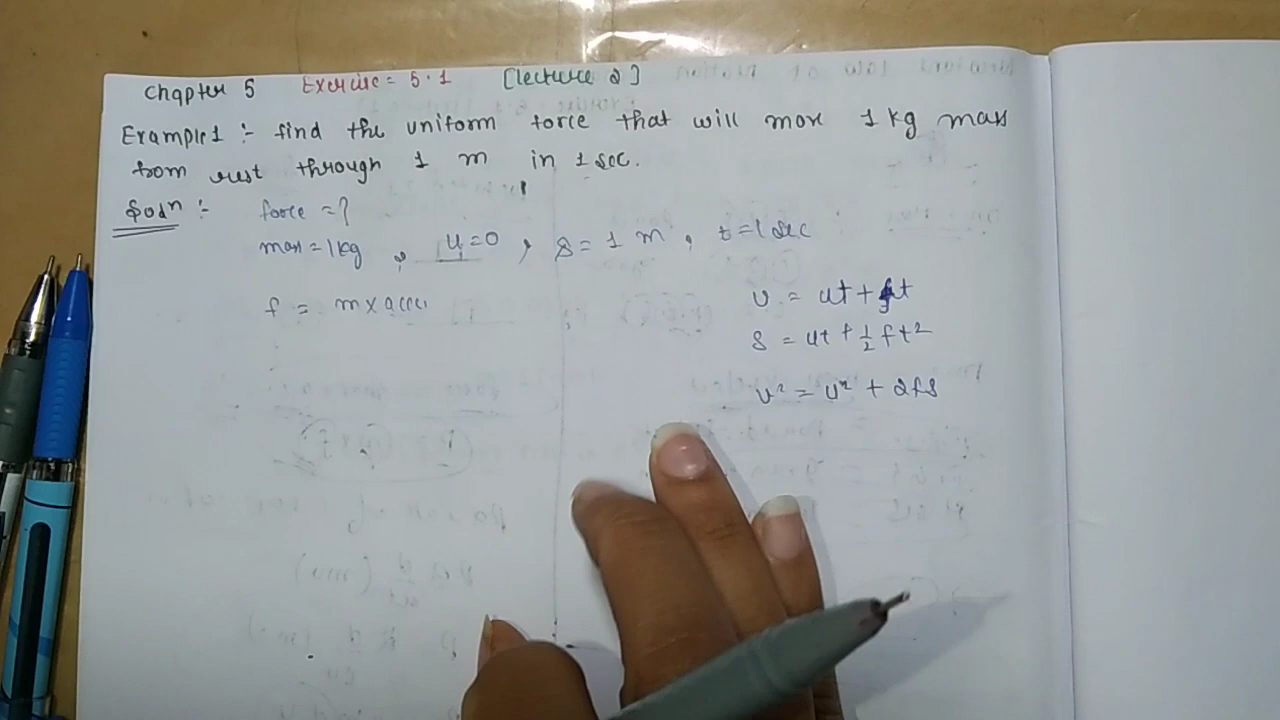 Chapter 5 Exercise = 5.1 [lecture 2]
Example 1 :- find the uniform force that will move 1 kg mass
from rest through 1 m in 1 sec.
Soln :- force = ?
mass = 1kg , u = 0 , s = 1 m , t = 1 sec
f = m x accn
v = ut + ft
s = ut + 1/2 ft²
v² = u² + 2fs